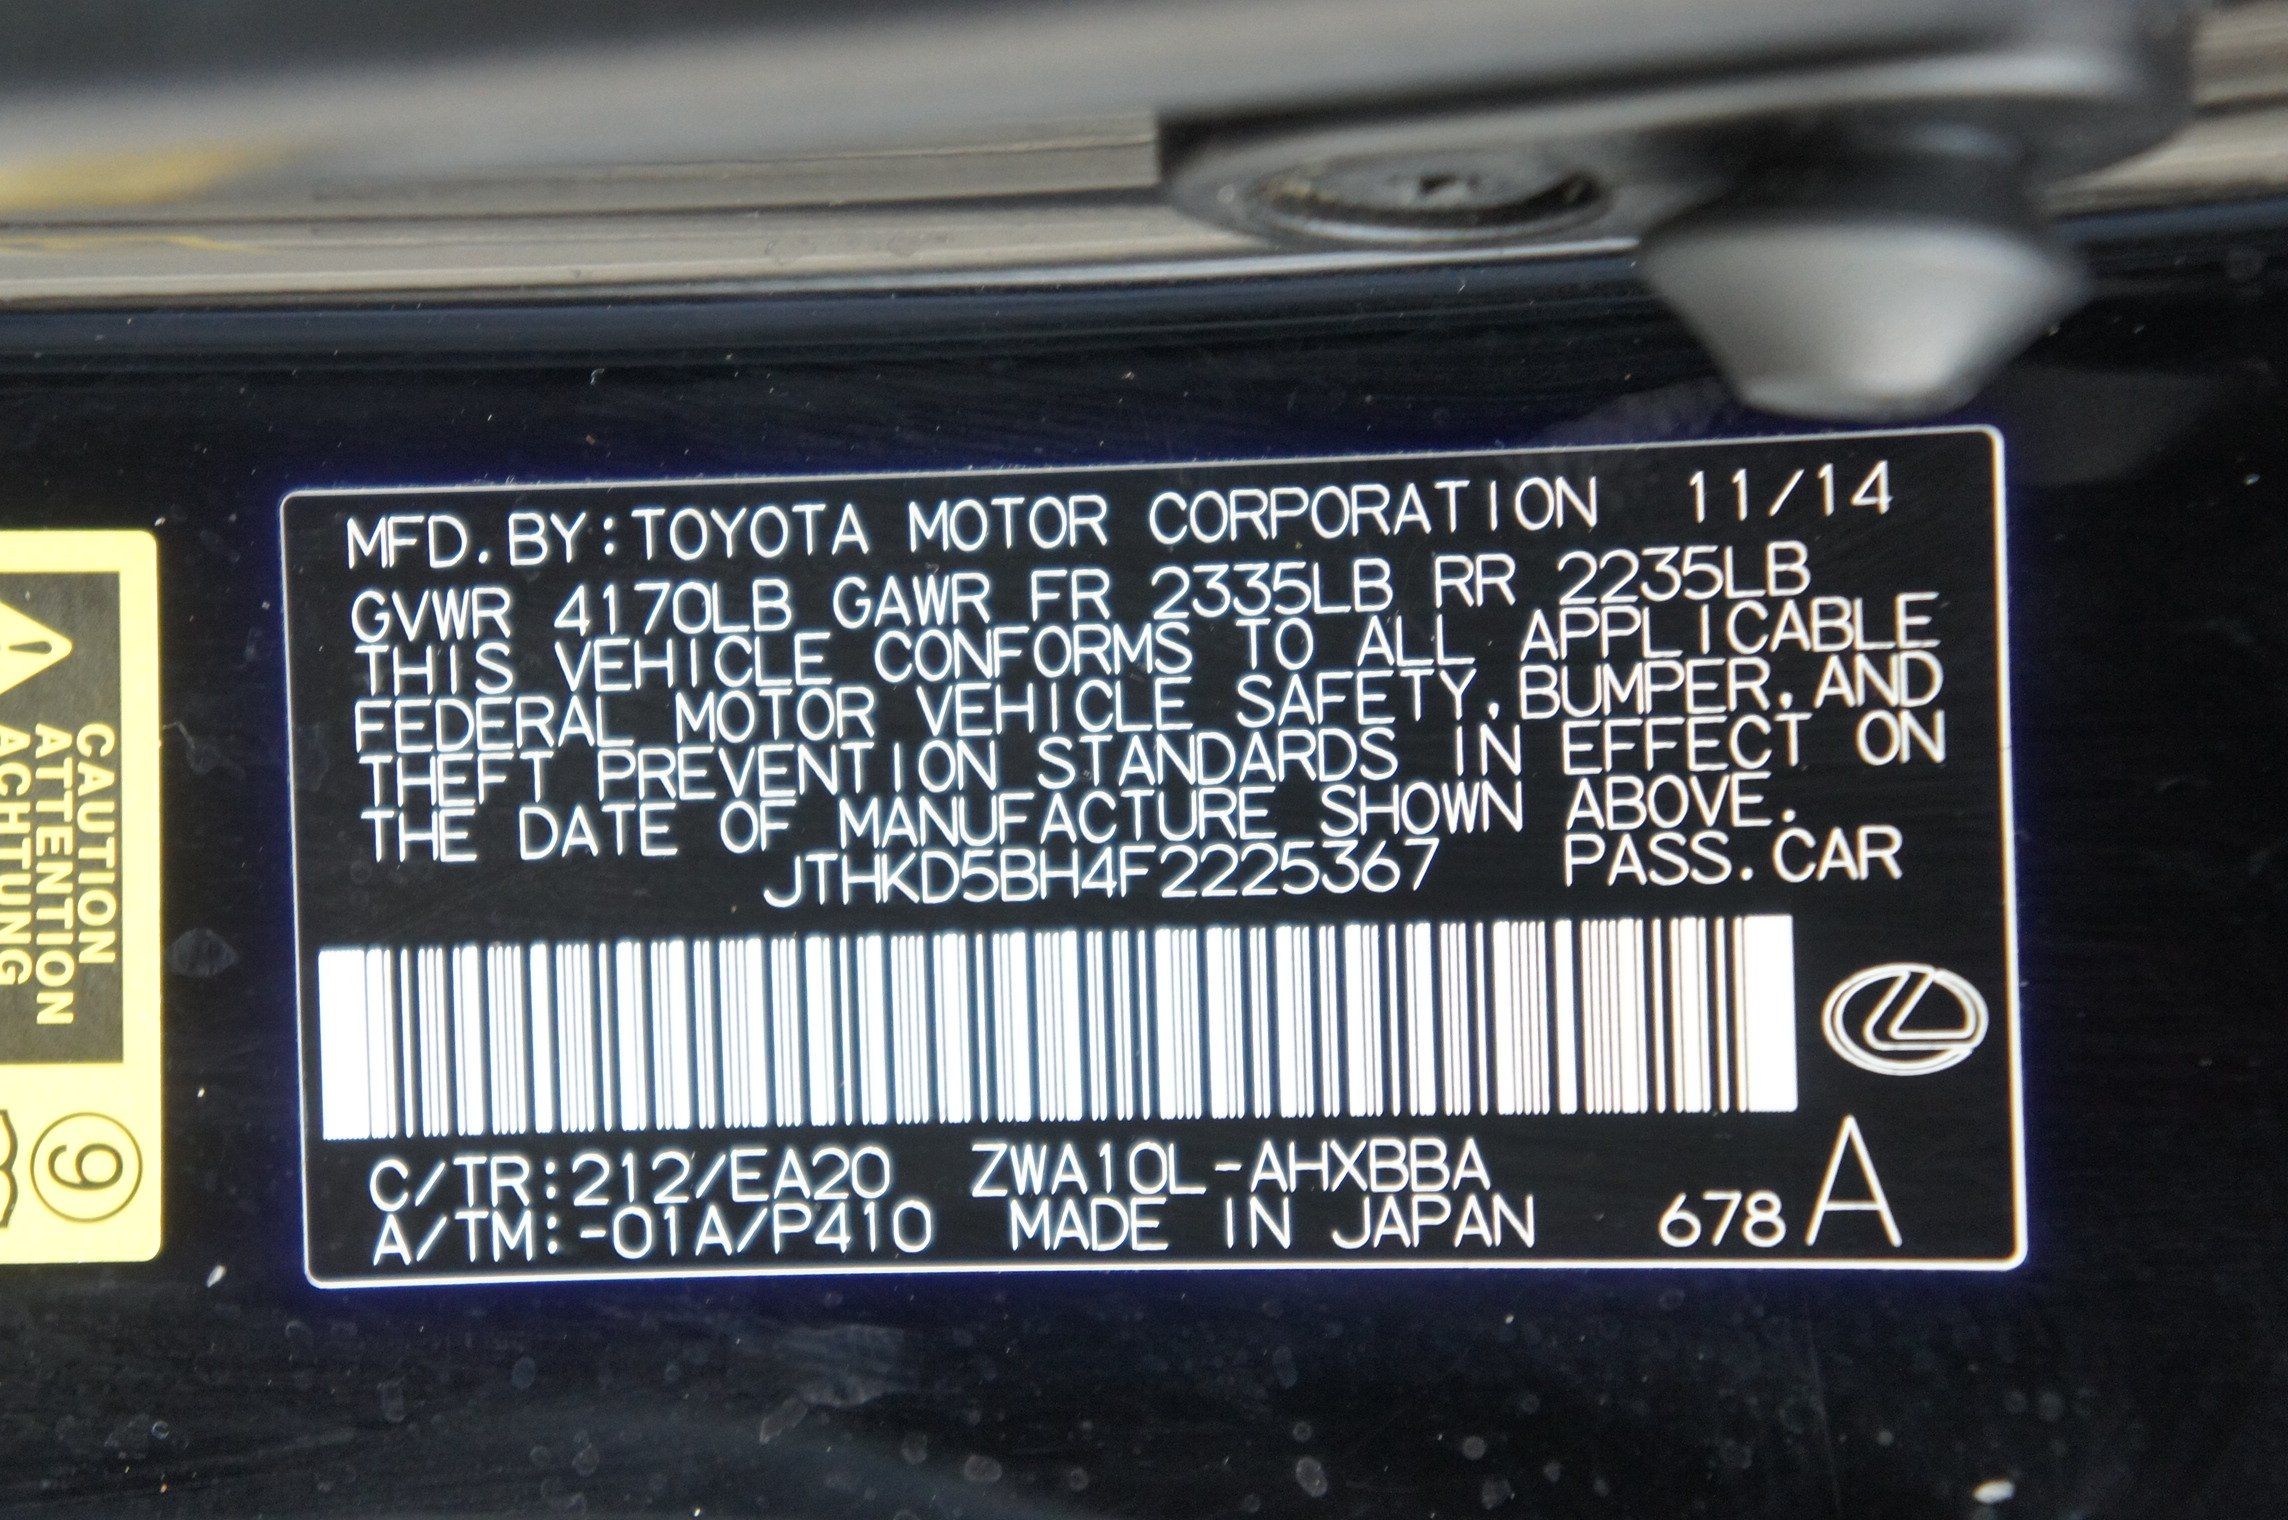 MFD.BY:TOYOTA MOTOR CORPORATION 11/14
GVWR 4170LB GAWR FR 2335LB RR 2235LB
THIS VEHICLE CONFORMS TO ALL APPLICABLE
FEDERAL MOTOR VEHICLE SAFETY,BUMPER,AND
THEFT PREVENTION STANDARDS IN EFFECT ON
THE DATE OF MANUFACTURE SHOWN ABOVE.
JTHKD5BH4F2225367 PASS.CAR
C/TR:212/EA20 ZWA10L-AHXBBA
A/TM:-01A/P410 MADE IN JAPAN 678 A
CAUTION
ATTENTION
ACHTUNG
9